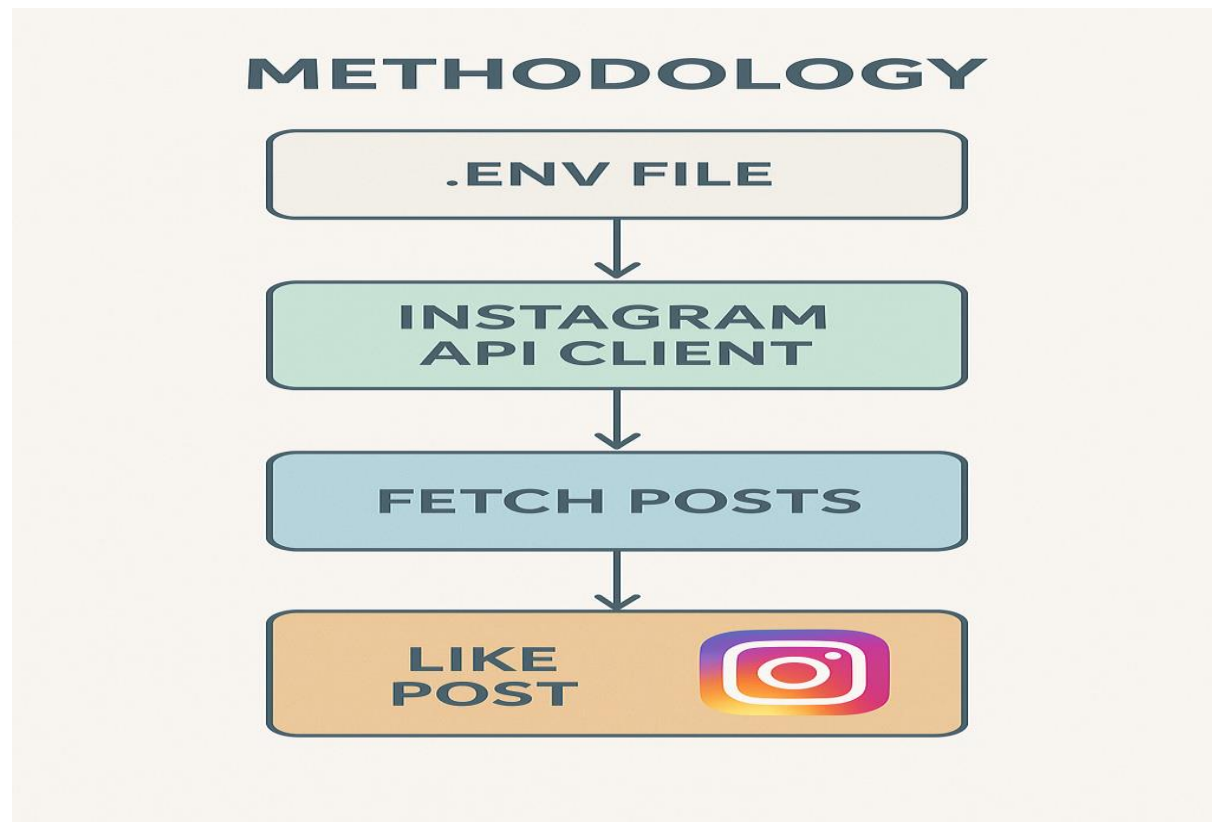 METHODOLOGY
.ENV FILE
INSTAGRAM
API CLIENT
FETCH POSTS
LIKE
POST